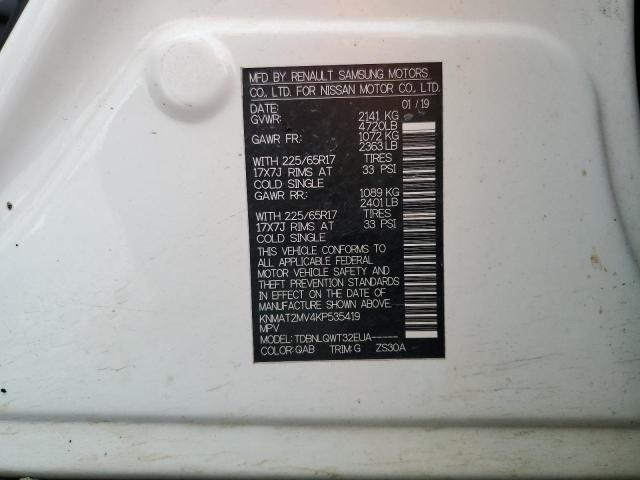 MFD BY RENAULT SAMSUNG MOTORS
CO., LTD. FOR NISSAN MOTOR CO., LTD.
DATE: 01 / 19
GVWR: 2141 KG
4720LB
GAWR FR: 1072 KG
2363 LB
WITH 225/65R17 TIRES
17X7J RIMS AT 33 PSI
COLD SINGLE
GAWR RR: 1089 KG
2401 LB
WITH 225/65R17 TIRES
17X7J RIMS AT 33 PSI
COLD SINGLE
THIS VEHICLE CONFORMS TO
ALL APPLICABLE FEDERAL
MOTOR VEHICLE SAFETY AND
THEFT PREVENTION STANDARDS
IN EFFECT ON THE DATE OF
MANUFACTURE SHOWN ABOVE.
KNMAT2MV4KP535419
MPV
MODEL: TDBNLQWT32EUA-----
COLOR: QAB TRIM: G ZS30A